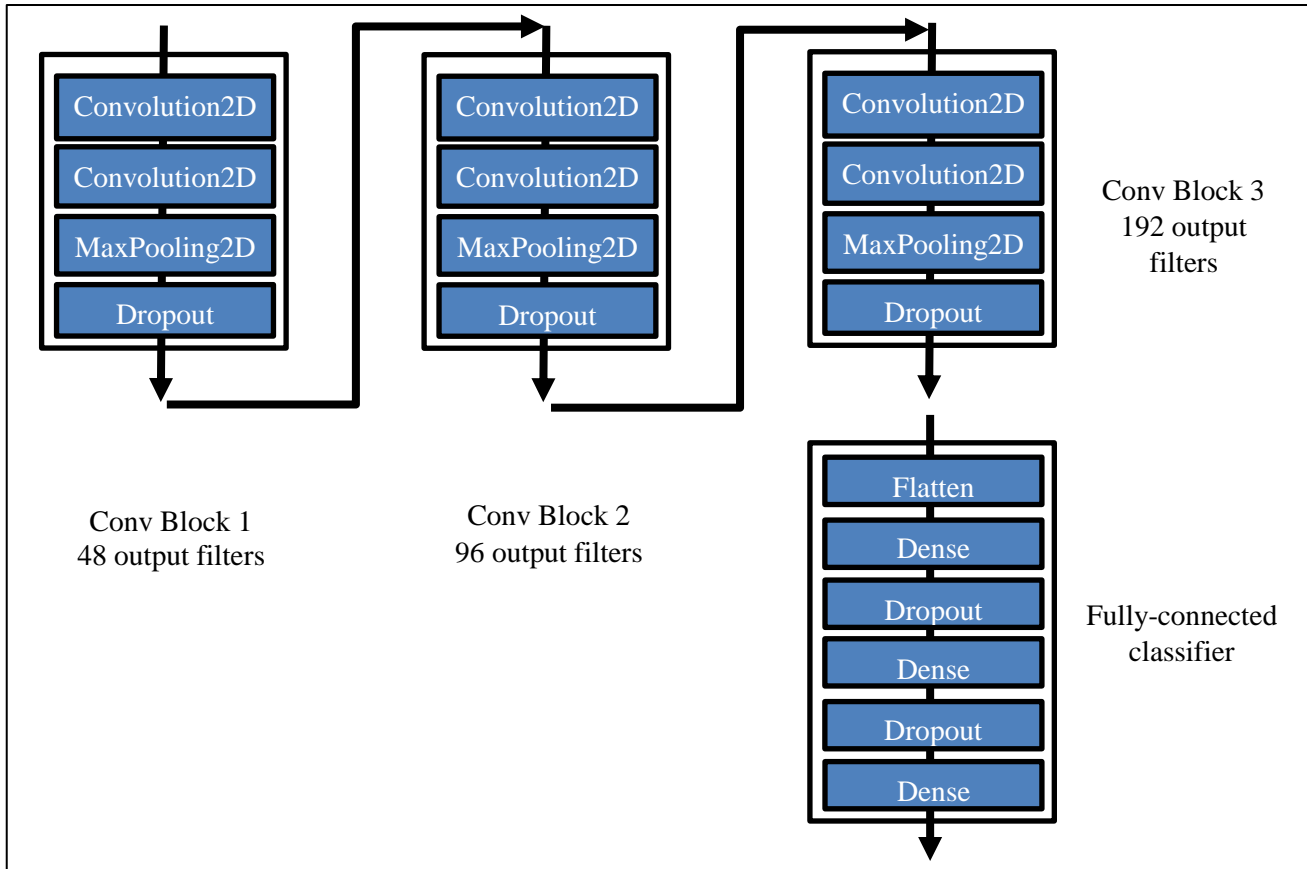 Convolution2D
Convolution2D
MaxPooling2D
Dropout
Conv Block 1
48 output filters
Convolution2D
Convolution2D
MaxPooling2D
Dropout
Conv Block 2
96 output filters
Convolution2D
Convolution2D
MaxPooling2D
Dropout
Conv Block 3
192 output
filters
Flatten
Dense
Dropout
Dense
Dropout
Dense
Fully-connected
classifier